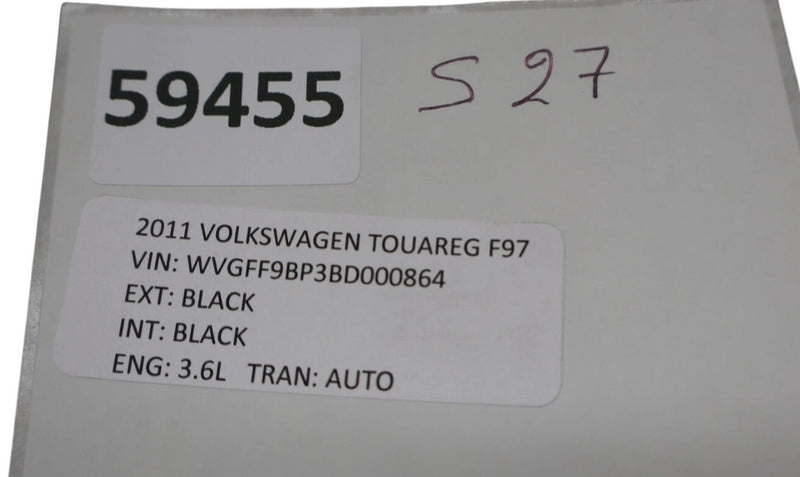 59455
S 27
2011 VOLKSWAGEN TOUAREG F97
VIN: WVGFF9BP3BD000864
EXT: BLACK
INT: BLACK
ENG: 3.6L TRAN: AUTO